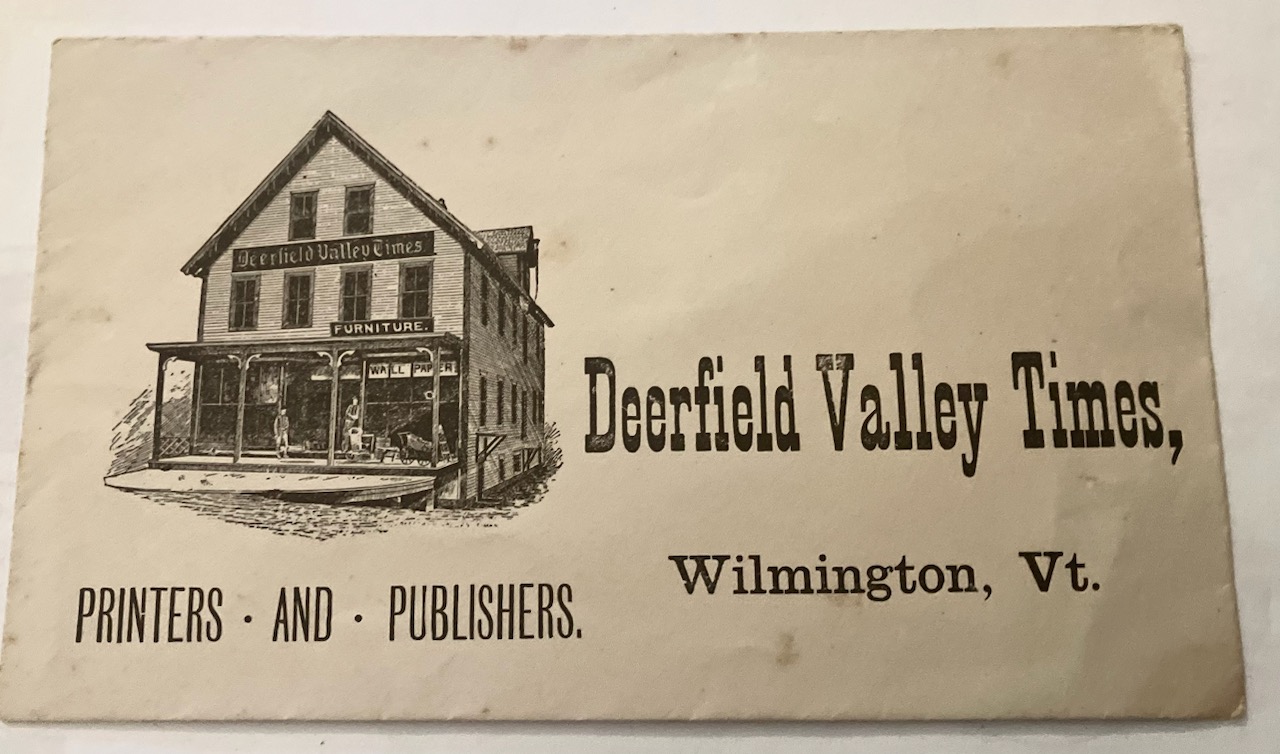 Deerfield Valley Times
FURNITURE.
WALL PAPER
Deerfield Valley Times,
Wilmington, Vt.
PRINTERS · AND · PUBLISHERS.